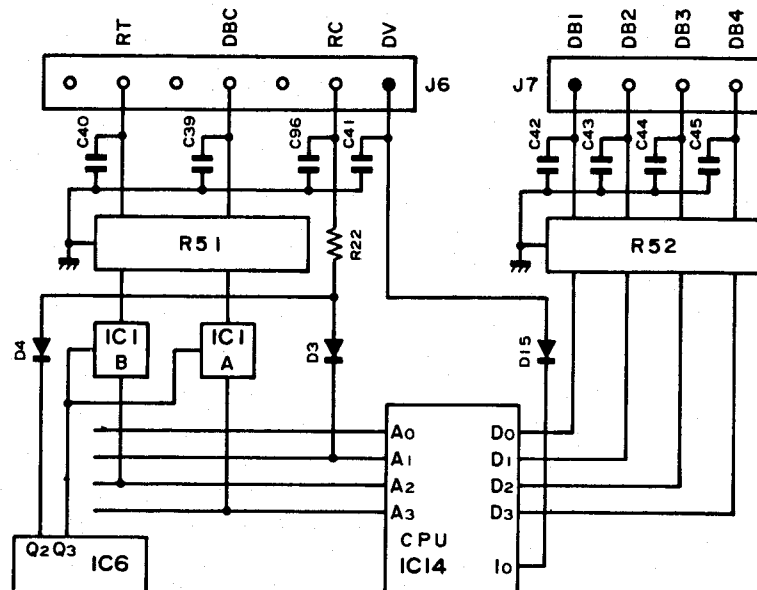 RT DBC RC DV DB1 DB2 DB3 DB4
J6 J7
C40 C39 C96 C41 C42 C43 C44 C45
R51 R22 R52
D4 IC1 B IC1 A D3 D15
A0 D0
A1 D1
A2 D2
A3 D3
CPU
Q2 Q3 IC6 IC14 I0